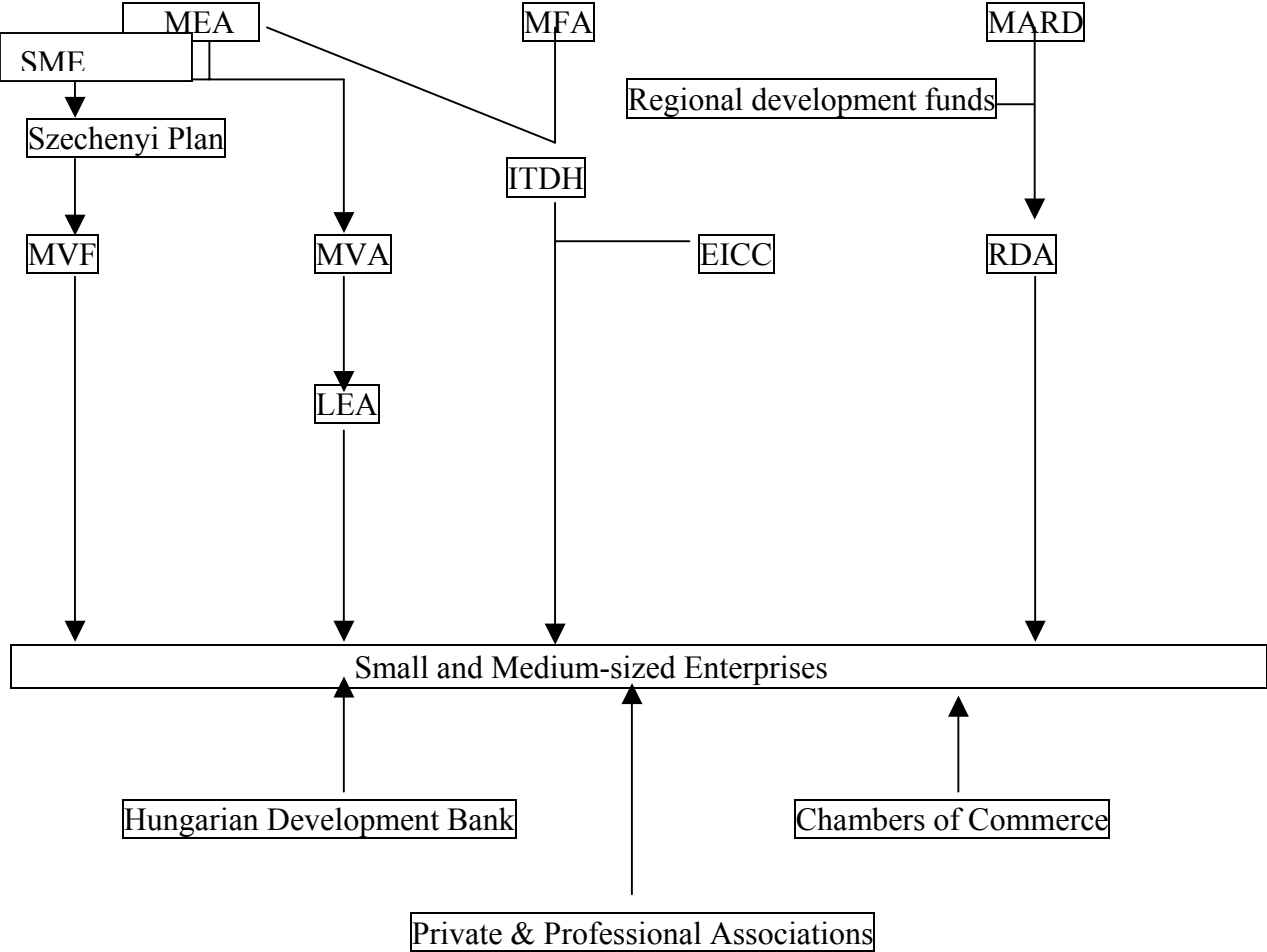 MEA
MFA
MARD
SME
Regional development funds
Szechenyi Plan
ITDH
MVF
MVA
EICC
RDA
LEA
Small and Medium-sized Enterprises
Hungarian Development Bank
Chambers of Commerce
Private & Professional Associations